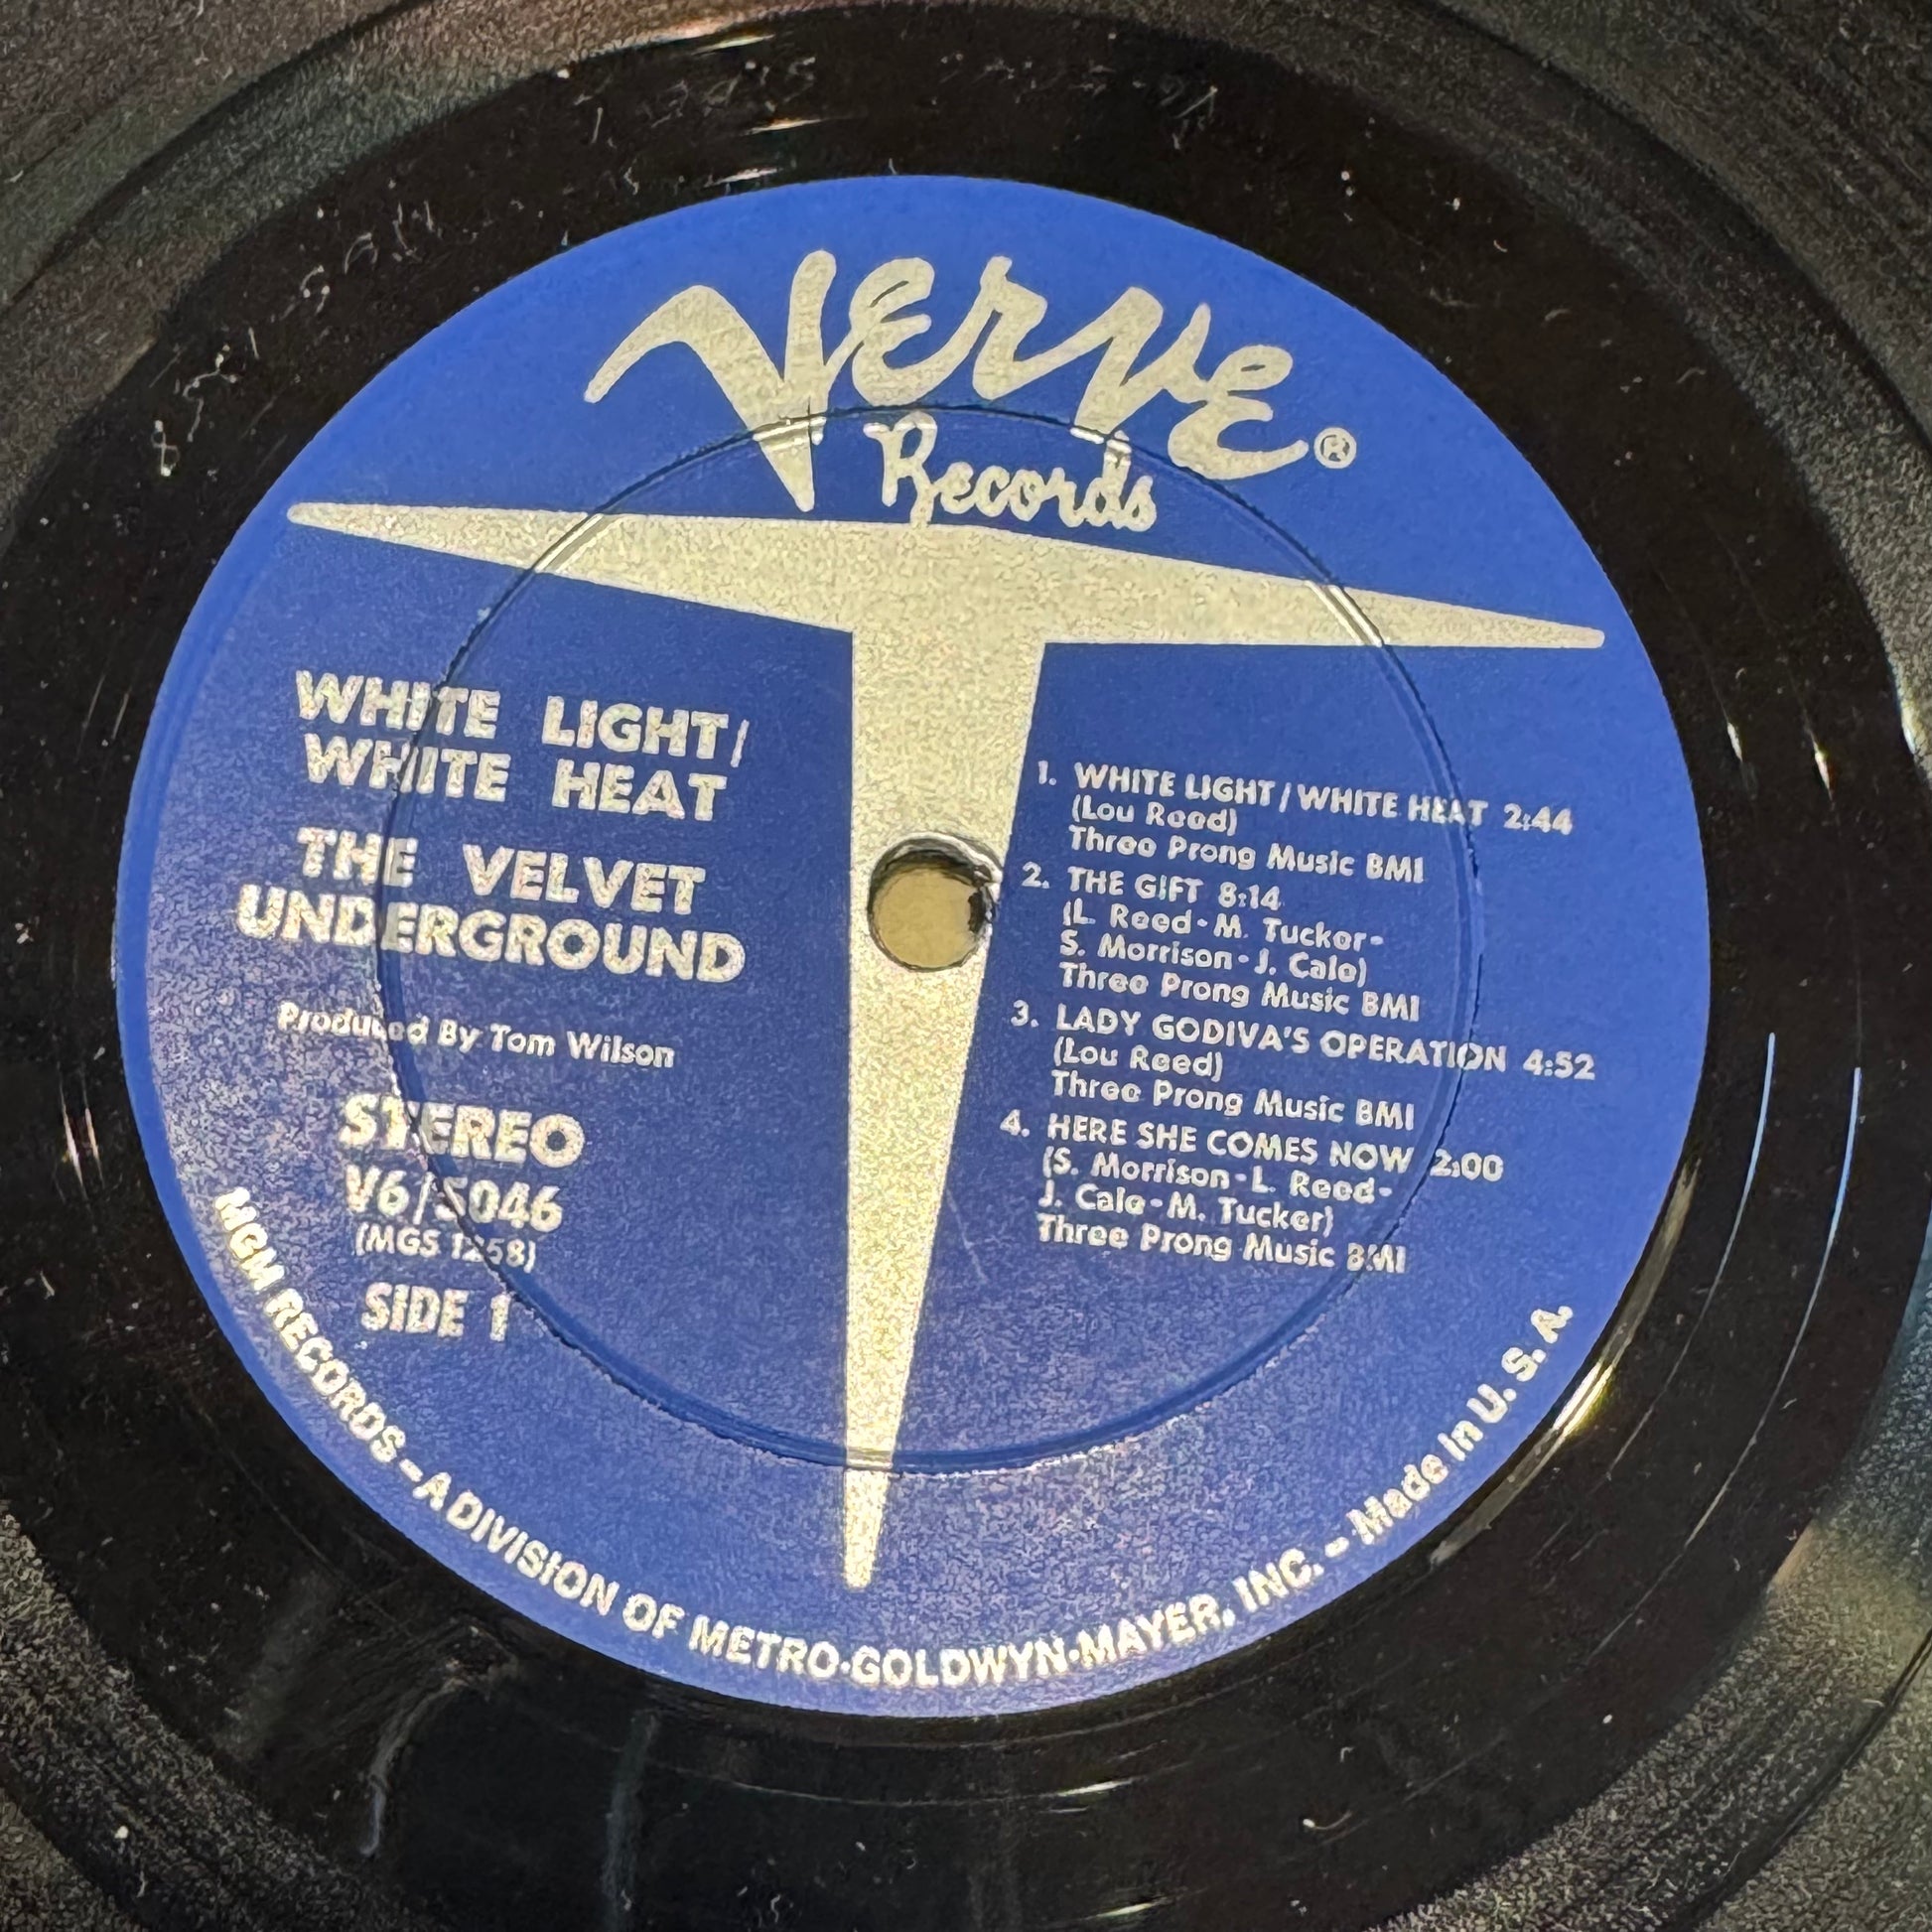 Verve®
Records
WHITE LIGHT/
WHITE HEAT
THE VELVET
UNDERGROUND
Produced By Tom Wilson
STEREO
V6/5046
(MGS 1258)
SIDE 1
1. WHITE LIGHT/WHITE HEAT 2:44
(Lou Reed)
Three Prong Music BMI
2. THE GIFT 8:14
(L. Reed-M. Tucker-
S. Morrison-J. Cale)
Three Prong Music BMI
3. LADY GODIVA'S OPERATION 4:52
(Lou Reed)
Three Prong Music BMI
4. HERE SHE COMES NOW 2:00
(S. Morrison-L. Reed-
J. Cale-M. Tucker)
Three Prong Music BMI
MGM RECORDS – A DIVISION OF METRO-GOLDWYN-MAYER, INC. – Made in U. S. A.